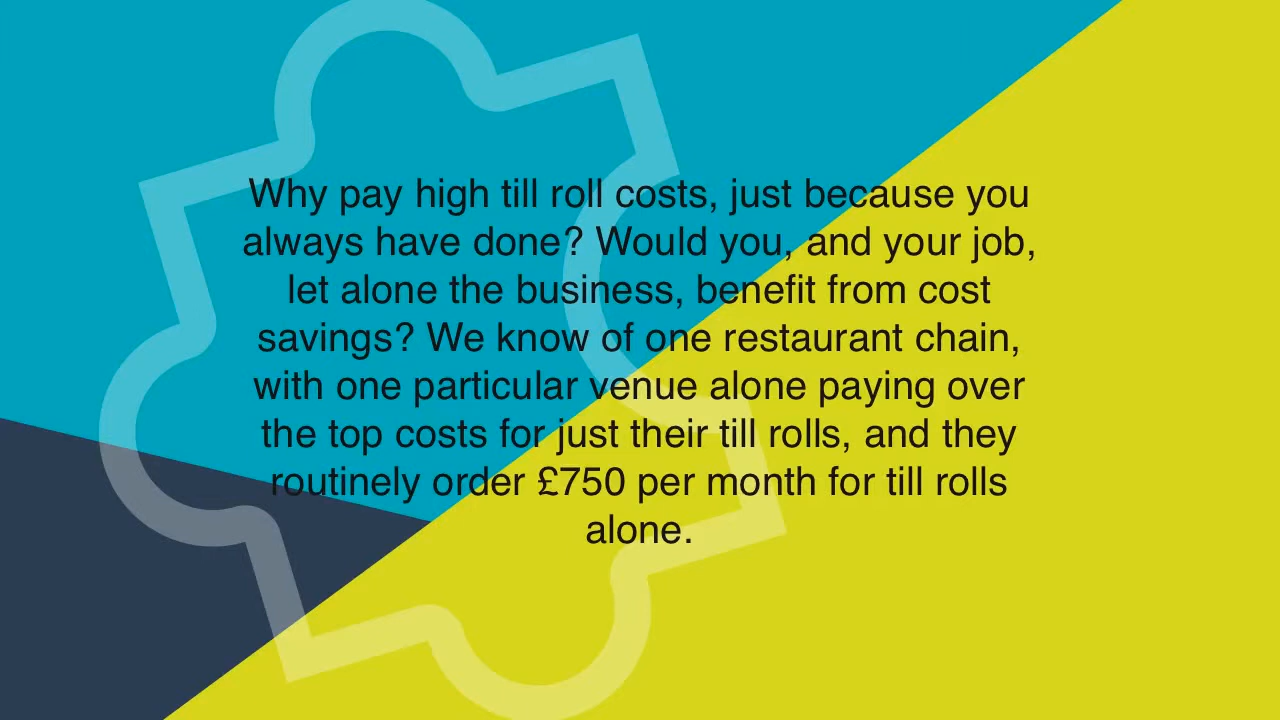 Why pay high till roll costs, just because you
always have done? Would you, and your job,
let alone the business, benefit from cost
savings? We know of one restaurant chain,
with one particular venue alone paying over
the top costs for just their till rolls, and they
routinely order £750 per month for till rolls
alone.